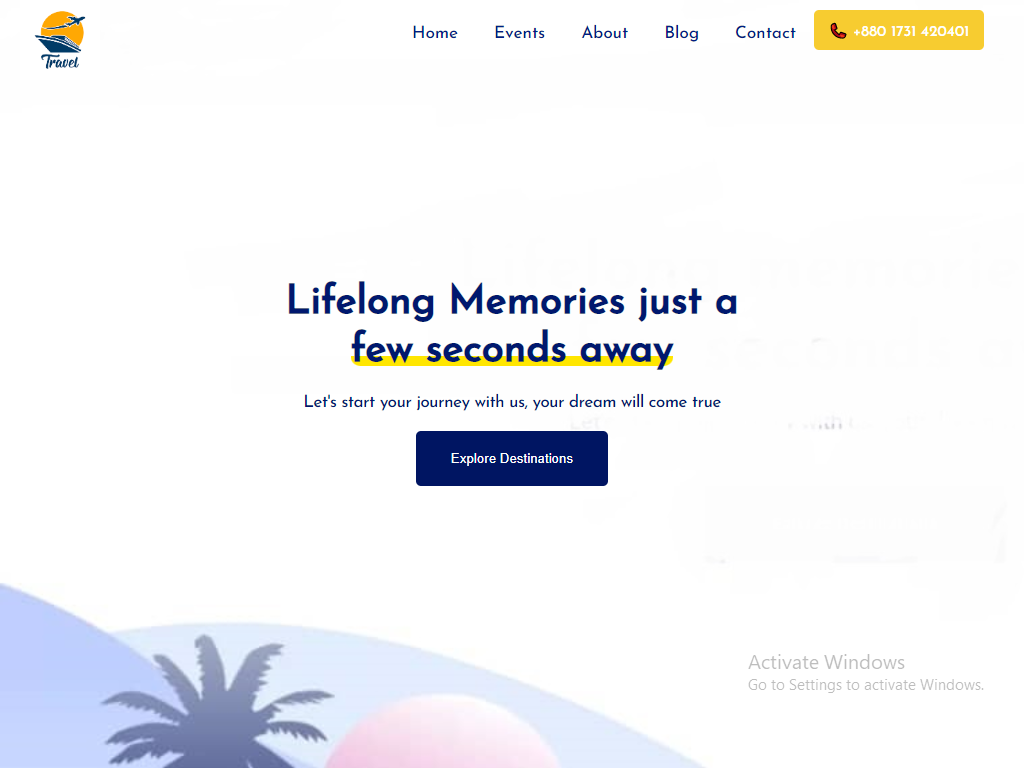 Travel
Home Events About Blog Contact +880 1731 420401
Lifelong Memories just a
few seconds away
Let's start your journey with us, your dream will come true
Explore Destinations
Activate Windows
Go to Settings to activate Windows.